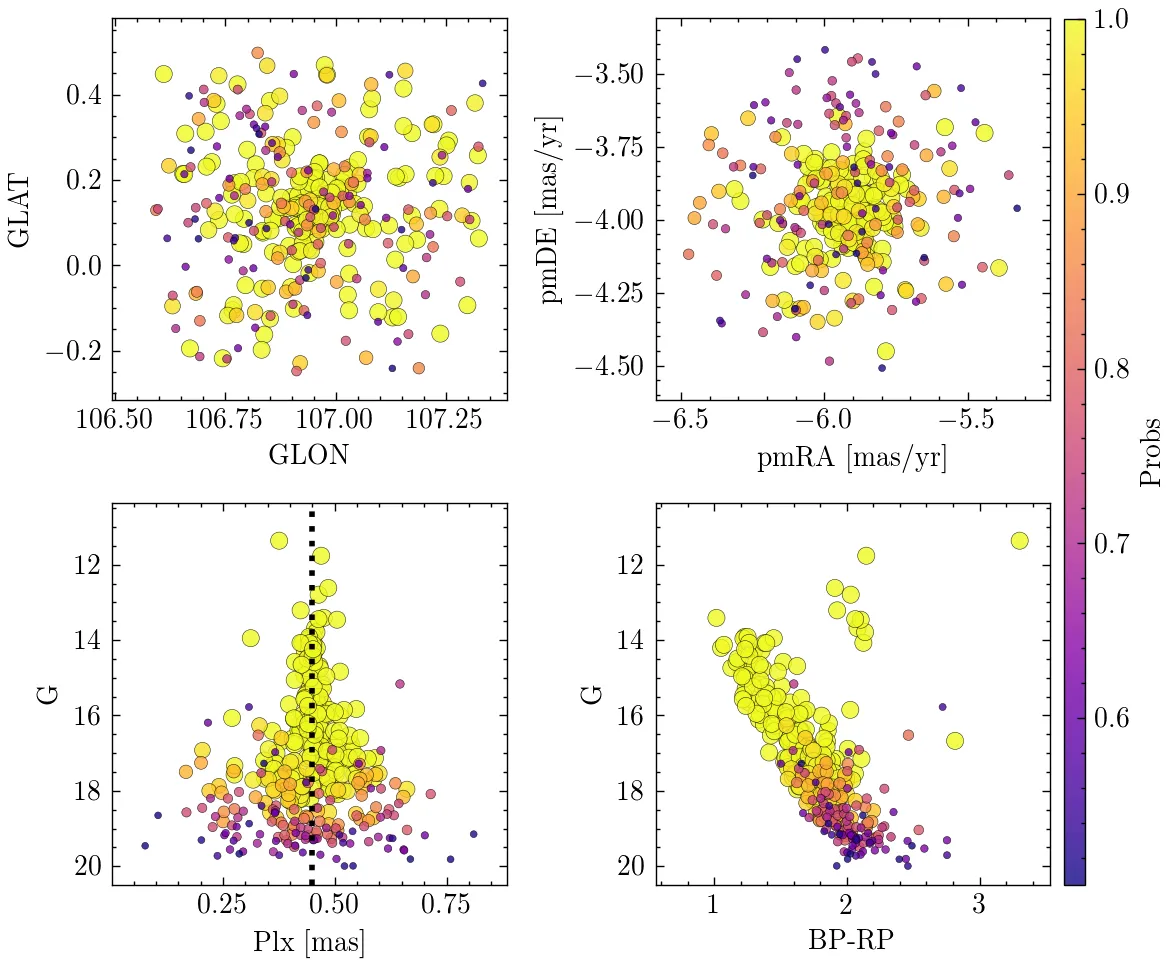 0.4
0.2
0.0
−0.2
GLAT
106.50 106.75 107.00 107.25
GLON
−3.50
−3.75
−4.00
−4.25
−4.50
pmDE [mas/yr]
−6.5 −6.0 −5.5
pmRA [mas/yr]
12
14
16
18
20
G
0.25 0.50 0.75
Plx [mas]
12
14
16
18
20
G
1 2 3
BP-RP
1.0
0.9
0.8
0.7
0.6
Probs